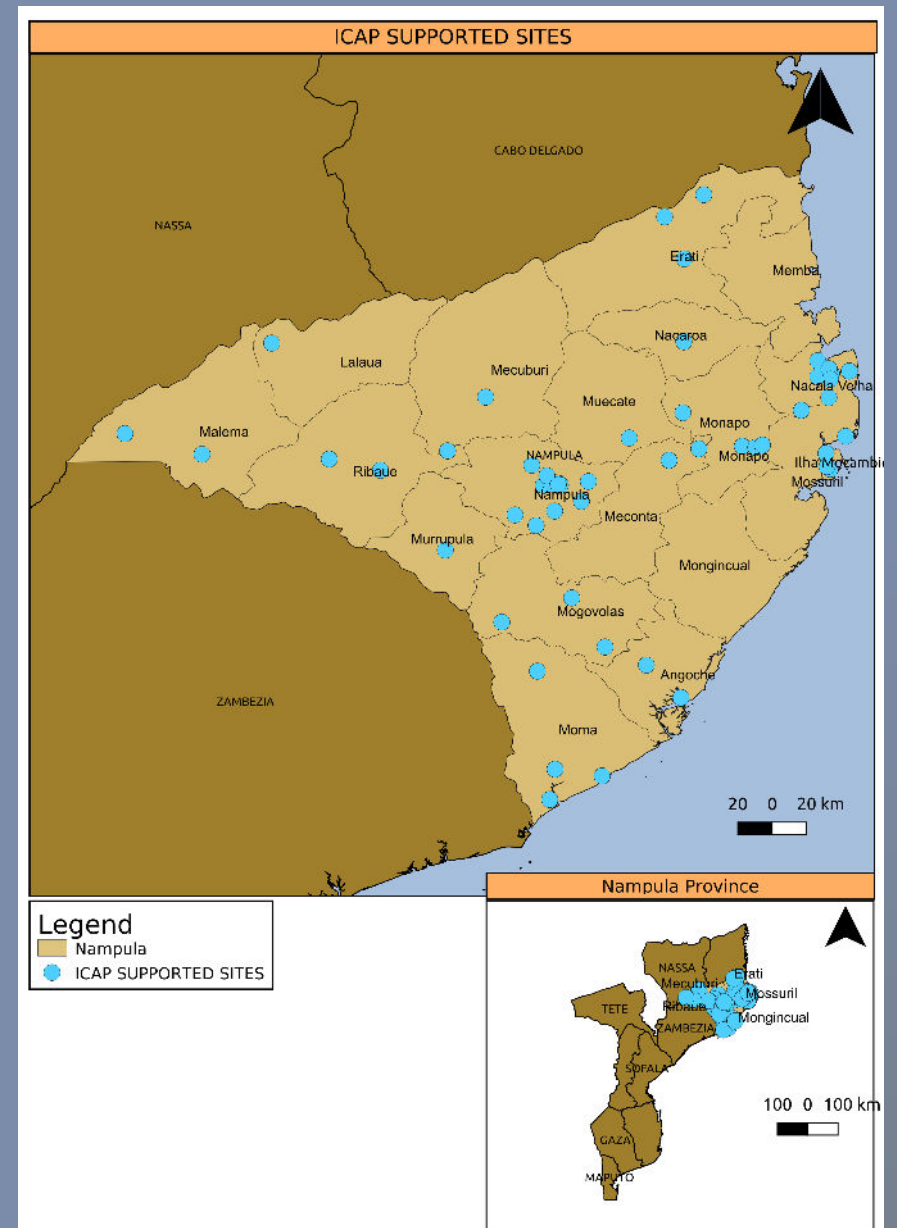 ICAP SUPPORTED SITES
CABO DELGADO
NASSA
Erati
Memba
Nacaroa
Lalaua
Mecuburi
Nacala Velha
Muecate
Monapo
Malema
NAMPULA
Monapo
Ilha Mocambi
Ribaue
Mossuril
Nampula
Meconta
Murrupula
Mongincual
Mogovolas
Angoche
ZAMBEZIA
Moma
20 0 20 km
Nampula Province
Legend
Nampula
ICAP SUPPORTED SITES
NASSA
Erati
Mecuburi
Mossuril
Ribaue
TETE
Mongincual
ZAMBEZIA
SOFALA
100 0 100 km
GAZA
MAPUTO